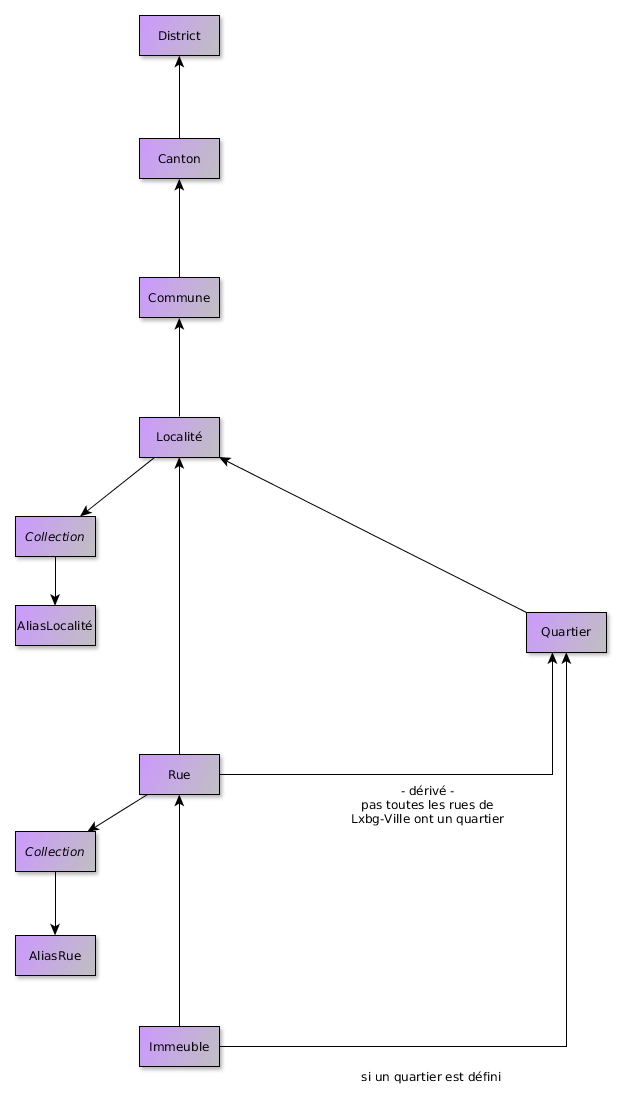 District
Canton
Commune
Localité
Collection
AliasLocalité
Quartier
Rue
- dérivé -
pas toutes les rues de
Lxbg-Ville ont un quartier
Collection
AliasRue
Immeuble
si un quartier est défini